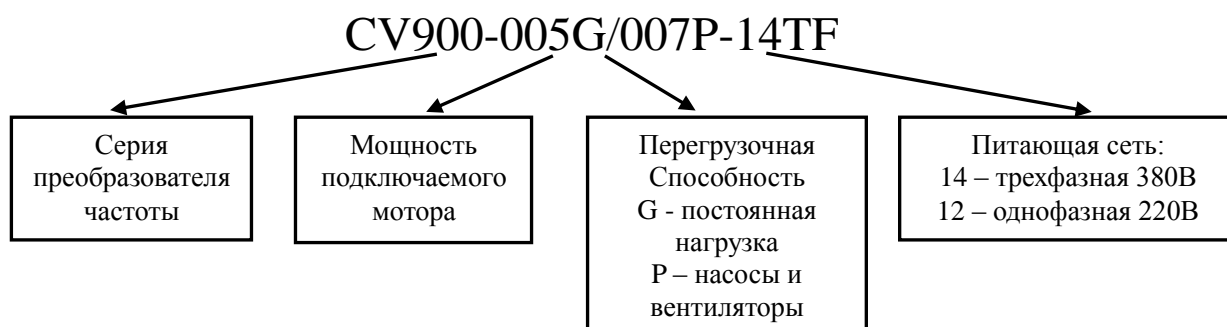 CV900-005G/007P-14TF
Серия
преобразователя
частоты
Мощность
подключаемого
мотора
Перегрузочная
Способность
G - постоянная
нагрузка
P – насосы и
вентиляторы
Питающая сеть:
14 – трехфазная 380В
12 – однофазная 220В